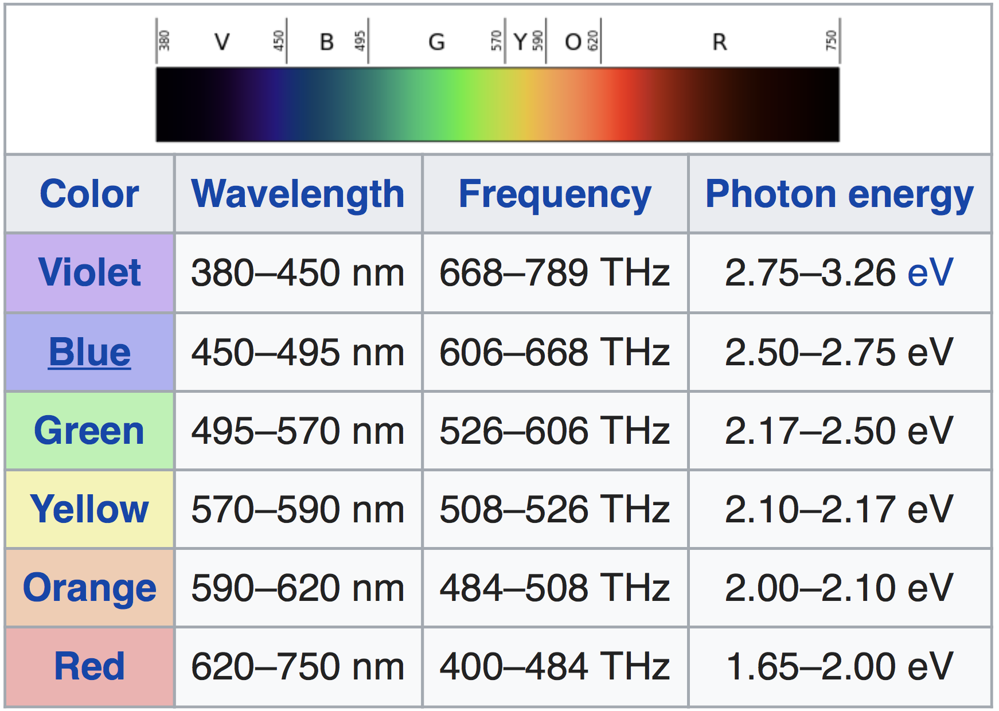 380 V 450 B 495 G 570 Y 590 O 620 R 750
Color Wavelength Frequency Photon energy
Violet 380–450 nm 668–789 THz 2.75–3.26 eV
Blue 450–495 nm 606–668 THz 2.50–2.75 eV
Green 495–570 nm 526–606 THz 2.17–2.50 eV
Yellow 570–590 nm 508–526 THz 2.10–2.17 eV
Orange 590–620 nm 484–508 THz 2.00–2.10 eV
Red 620–750 nm 400–484 THz 1.65–2.00 eV